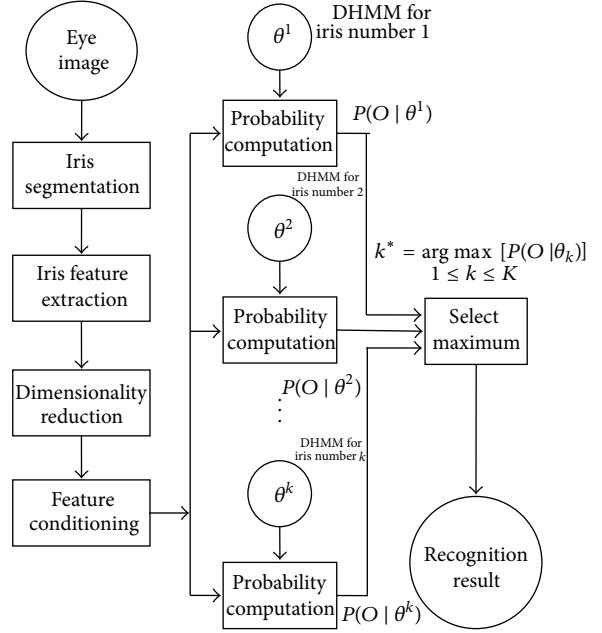 Eye
image
Iris
segmentation
Iris feature
extraction
Dimensionality
reduction
Feature
conditioning
θ¹
DHMM for
iris number 1
Probability
computation
P(O | θ¹)
DHMM for
iris number 2
θ²
Probability
computation
P(O | θ²)
⋮
DHMM for
iris number k
θᵏ
Probability
computation
P(O | θᵏ)
k* = arg max [P(O |θₖ)]
1 ≤ k ≤ K
Select
maximum
Recognition
result